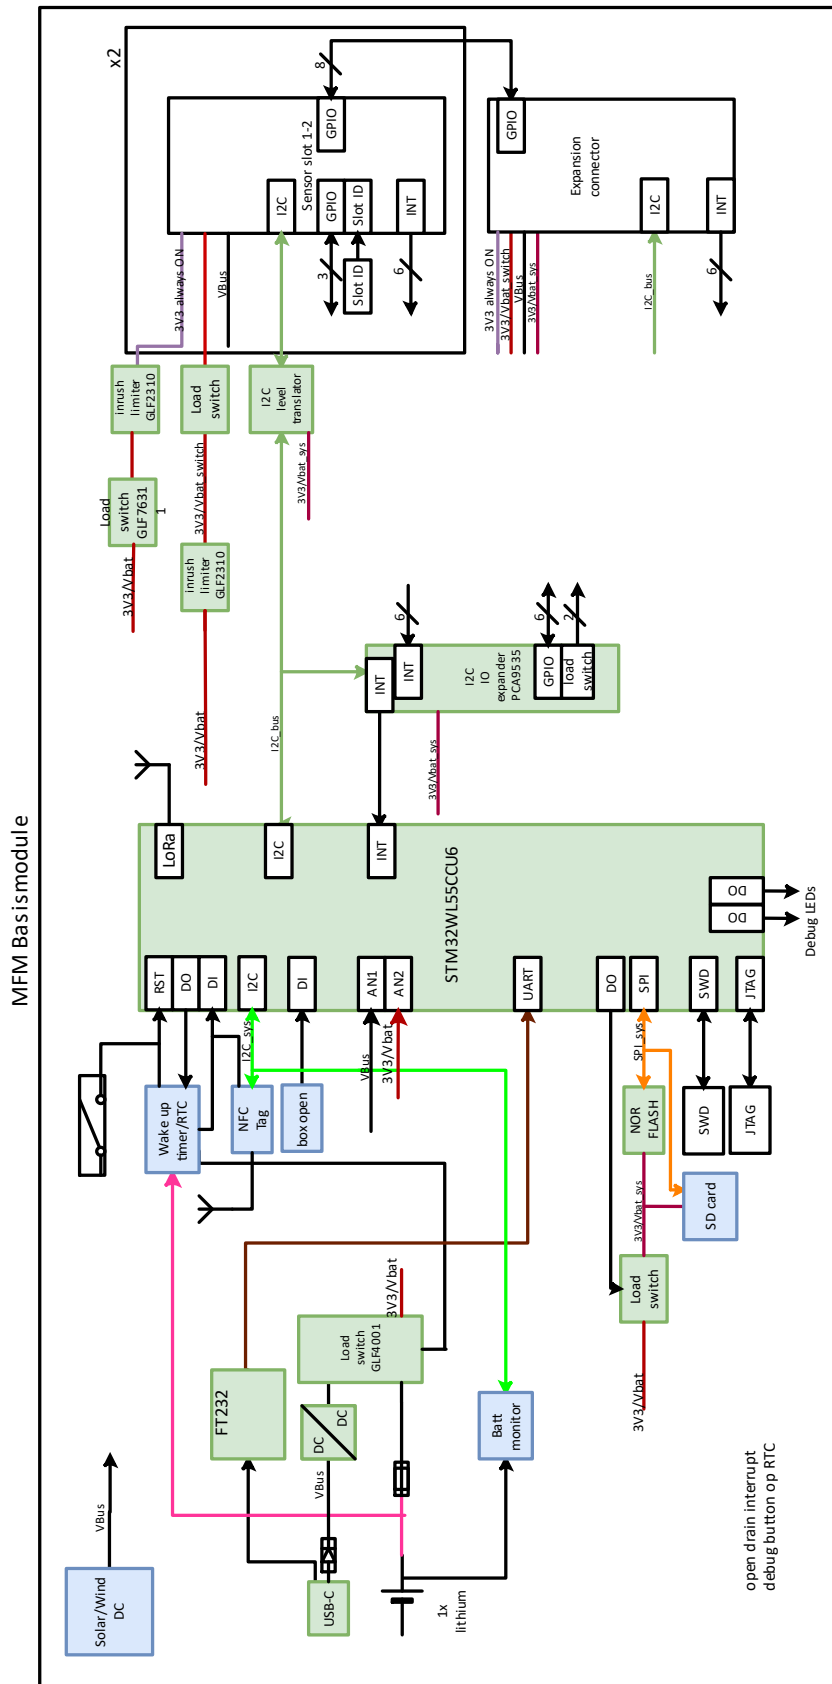 MFM Basismodule
Solar/Wind
DC
VBus
USB-C
VBus
1x
lithium
FT232
DC
DC
Load
switch
GLF4001
3V3/Vbat
Batt
monitor
Wake up
timer/RTC
NFC
Tag
box open
I2C_sys
VBus
3V3/Vbat
RST
DO
DI
I2C
DI
AN1
AN2
UART
DO
SPI
SWD
JTAG
SPI_sys
NOR
FLASH
SWD
JTAG
SD card
3V3/Vbat_sys
Load
switch
3V3/Vbat
open drain interrupt
debug button op RTC
STM32WL55CCU6
LoRa
I2C
INT
DO
DO
Debug LEDs
I2C_bus
3V3/Vbat_sys
INT
INT
I2C
IO
expander
PCA9535
GPIO
load
switch
6
6
2
3V3/Vbat
Load
switch
GLF7631
1
inrush
limiter
GLF2310
3V3/Vbat
inrush
limiter
GLF2310
3V3/Vbat_switch
Load
switch
I2C
level
translator
3V3/Vbat_sys
x2
3V3 always ON
VBus
Sensor slot 1-2
I2C
GPIO
Slot ID
INT
GPIO
3
Slot ID
6
8
Expansion
connector
GPIO
I2C
INT
3V3 always ON
3V3/Vbat_switch
VBus
3V3/Vbat_sys
I2C_bus
6